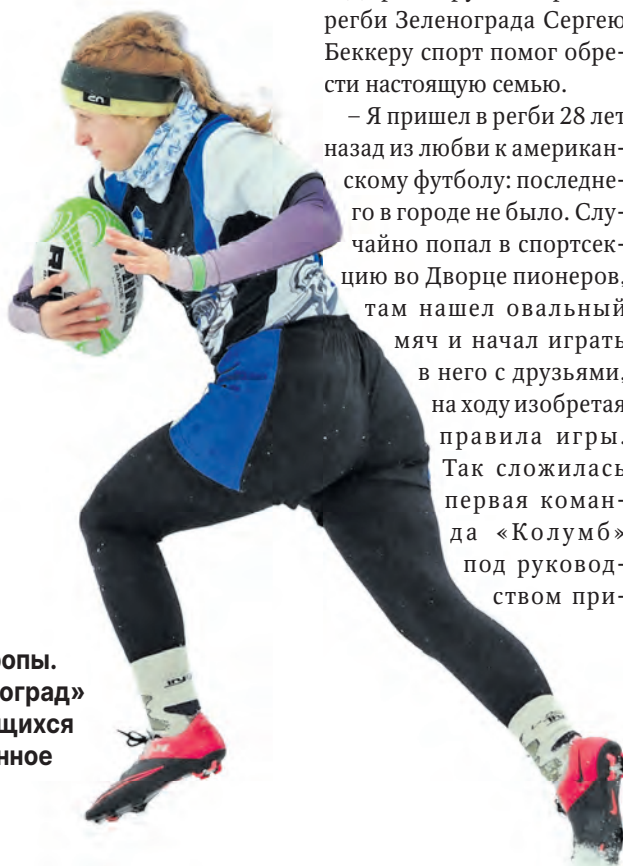 регби Зеленограда Сергею
Беккеру спорт помог обре-
сти настоящую семью.
– Я пришел в регби 28 лет
назад из любви к американ-
скому футболу: последне-
го в городе не было. Слу-
чайно попал в спортсек-
цию во Дворце пионеров,
там нашел овальный
мяч и начал играть
в него с друзьями,
на ходу изобретая
правила игры.
Так сложилась
первая коман-
да «Колумб»
под руковод-
ством при-
опы.
оград»
щихся
нное